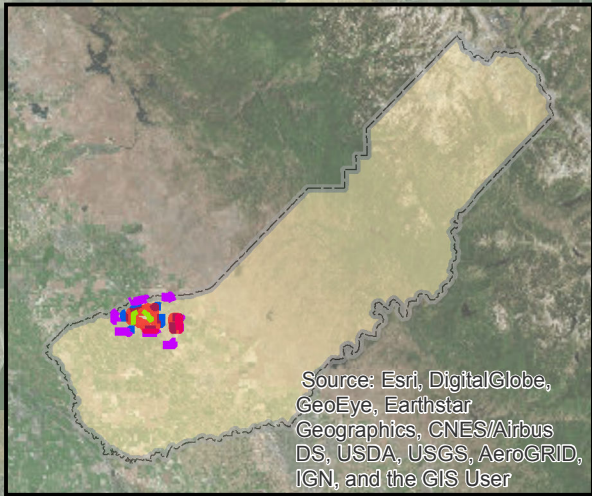 Source: Esri, DigitalGlobe,
GeoEye, Earthstar
Geographics, CNES/Airbus
DS, USDA, USGS, AeroGRID,
IGN, and the GIS User